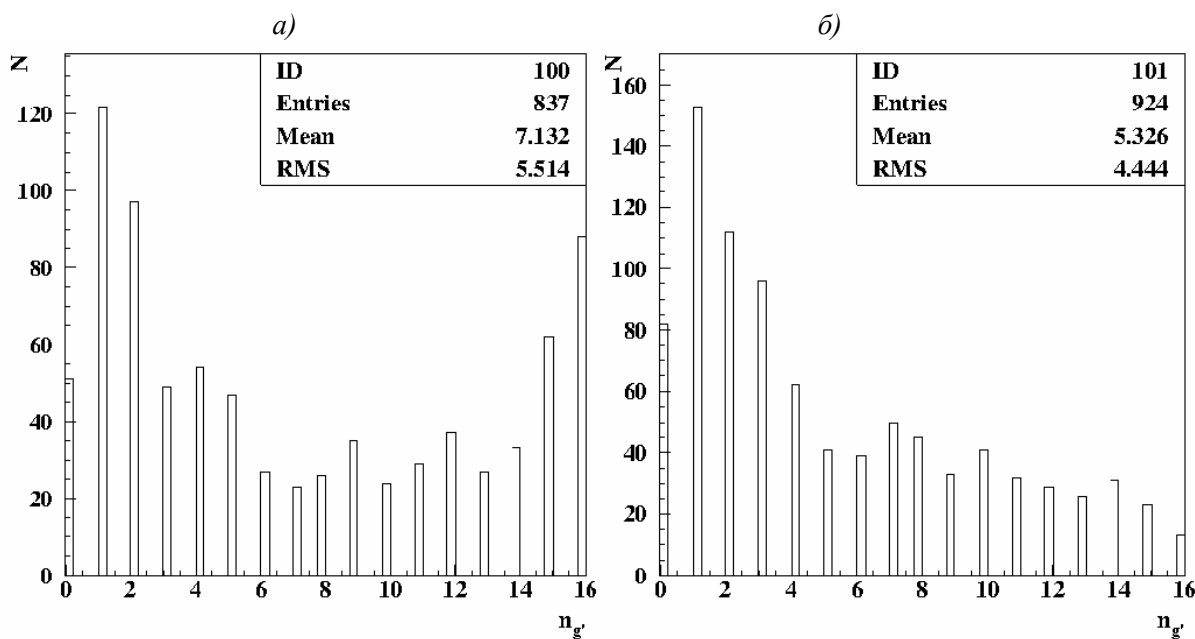 а)
N
ID 100
Entries 837
Mean 7.132
RMS 5.514
120
100
80
60
40
20
0
0 2 4 6 8 10 12 14 16
n_g'
б)
N
ID 101
Entries 924
Mean 5.326
RMS 4.444
160
140
120
100
80
60
40
20
0
0 2 4 6 8 10 12 14 16
n_g'